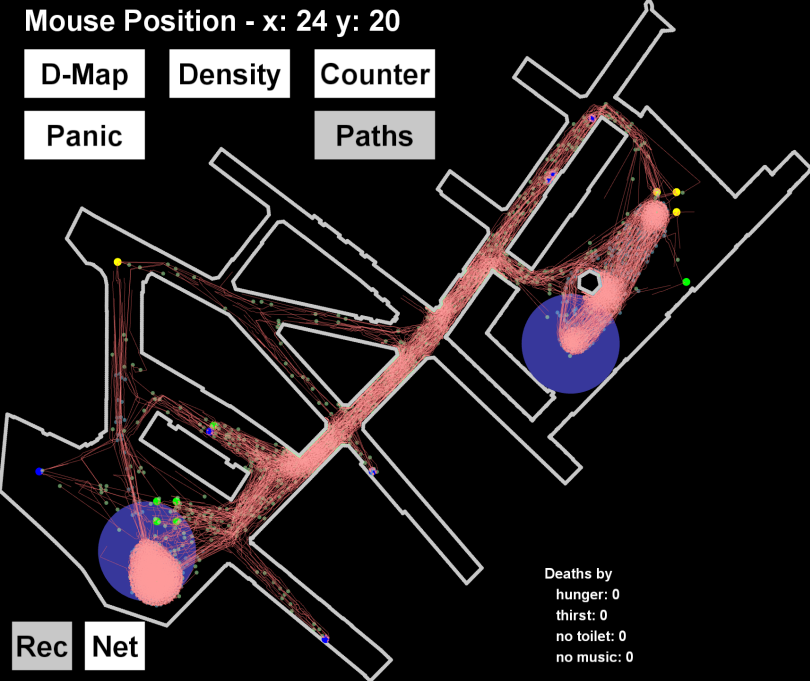 Mouse Position - x: 24 y: 20
D-Map Density Counter
Panic Paths
Deaths by
hunger: 0
thirst: 0
no toilet: 0
no music: 0
Rec Net